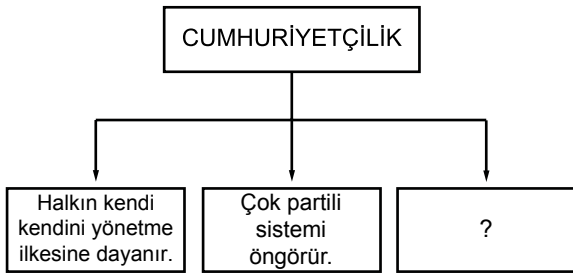 CUMHURİYETÇİLİK
Halkın kendi
kendini yönetme
ilkesine dayanır.
Çok partili
sistemi
öngörür.
?